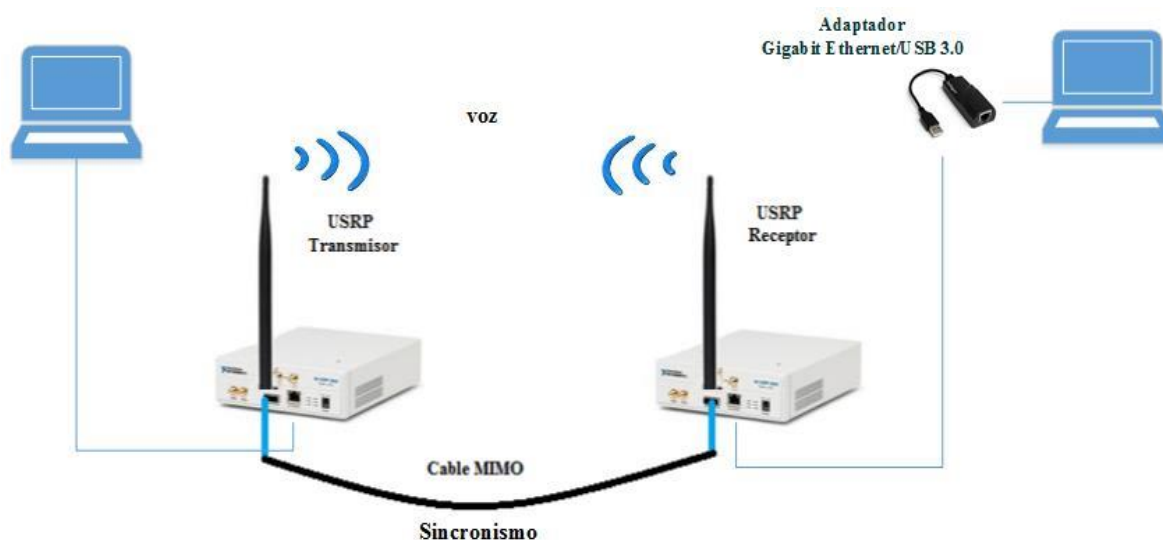 Adaptador
Gigabit Ethernet/USB 3.0
voz
USRP
Transmisor
USRP
Receptor
Cable MIMO
Sincronismo